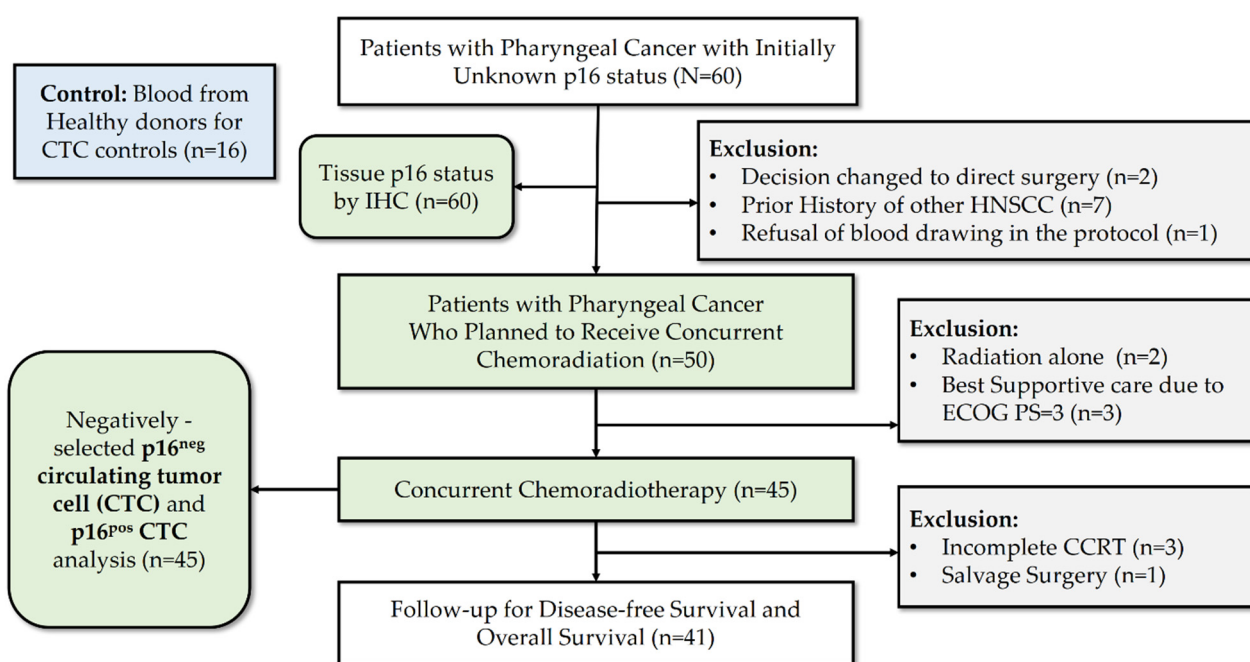 Patients with Pharyngeal Cancer with Initially
Unknown p16 status (N=60)
Control: Blood from
Healthy donors for
CTC controls (n=16)
Tissue p16 status
by IHC (n=60)
Exclusion:
• Decision changed to direct surgery (n=2)
• Prior History of other HNSCC (n=7)
• Refusal of blood drawing in the protocol (n=1)
Patients with Pharyngeal Cancer
Who Planned to Receive Concurrent
Chemoradiation (n=50)
Exclusion:
• Radiation alone (n=2)
• Best Supportive care due to
ECOG PS=3 (n=3)
Negatively -
selected p16ⁿᵉᵍ
circulating tumor
cell (CTC) and
p16ᵖᵒˢ CTC
analysis (n=45)
Concurrent Chemoradiotherapy (n=45)
Exclusion:
• Incomplete CCRT (n=3)
• Salvage Surgery (n=1)
Follow-up for Disease-free Survival and
Overall Survival (n=41)